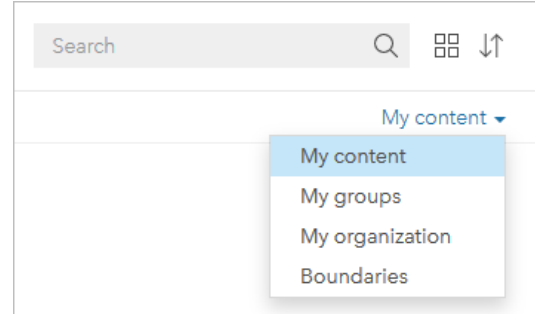 Search
My content
My content
My groups
My organization
Boundaries